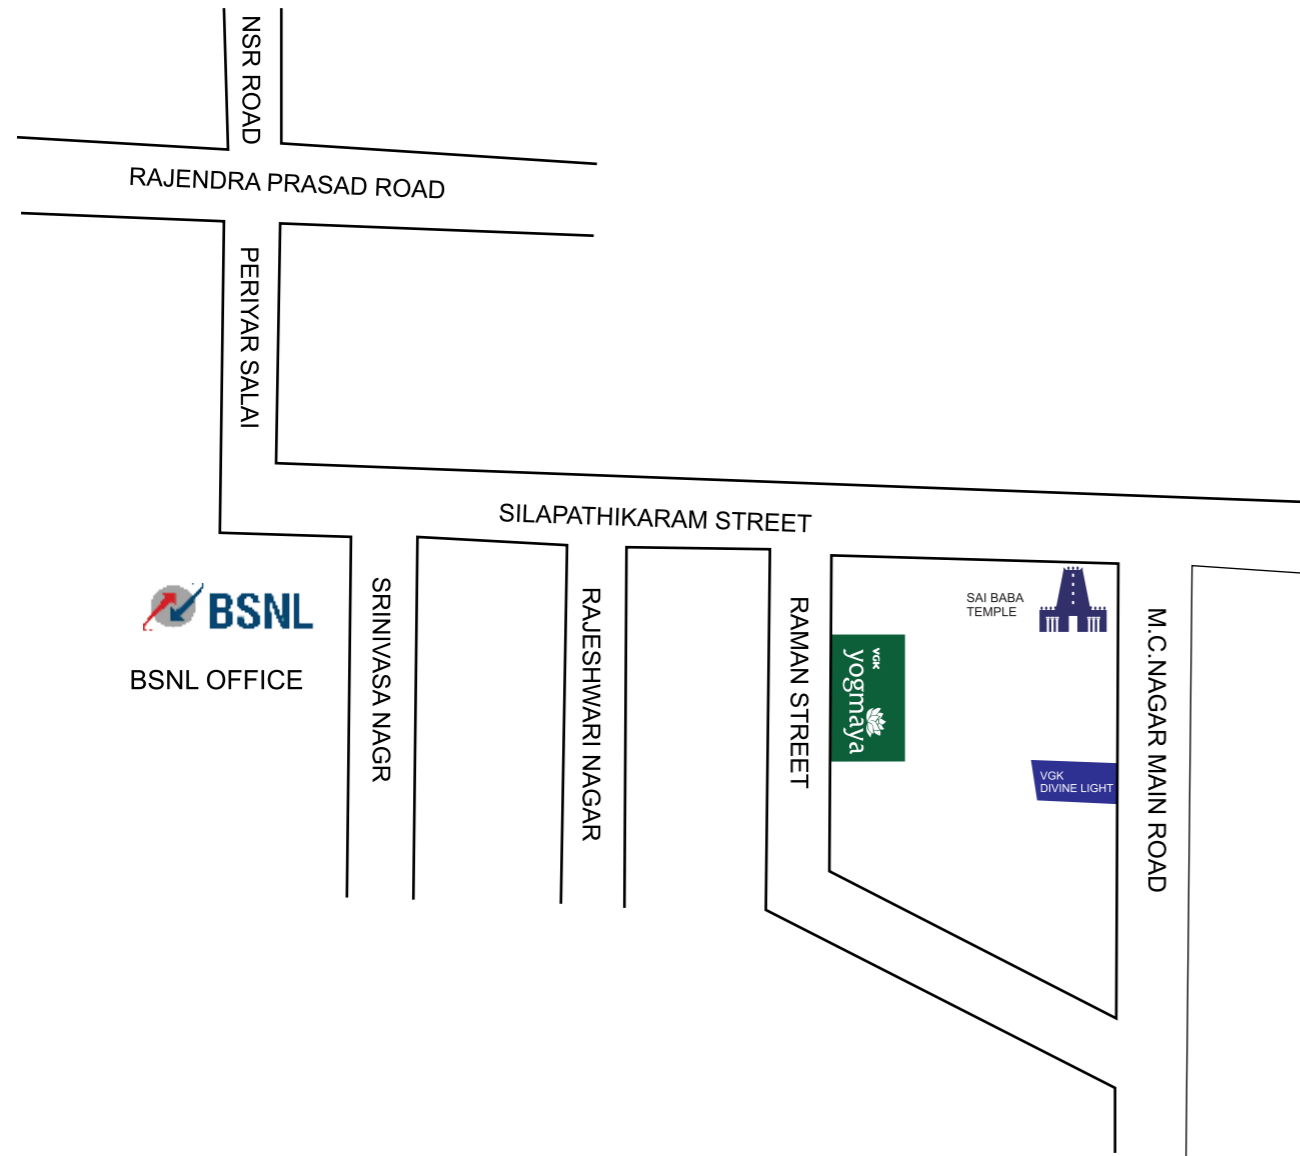 NSR ROAD
RAJENDRA PRASAD ROAD
PERIYAR SALAI
SILAPATHIKARAM STREET
BSNL
BSNL OFFICE
SRINIVASA NAGR
RAJESHWARI NAGAR
RAMAN STREET
VGK
yogmaya
SAI BABA
TEMPLE
VGK
DIVINE LIGHT
M.C.NAGAR MAIN ROAD